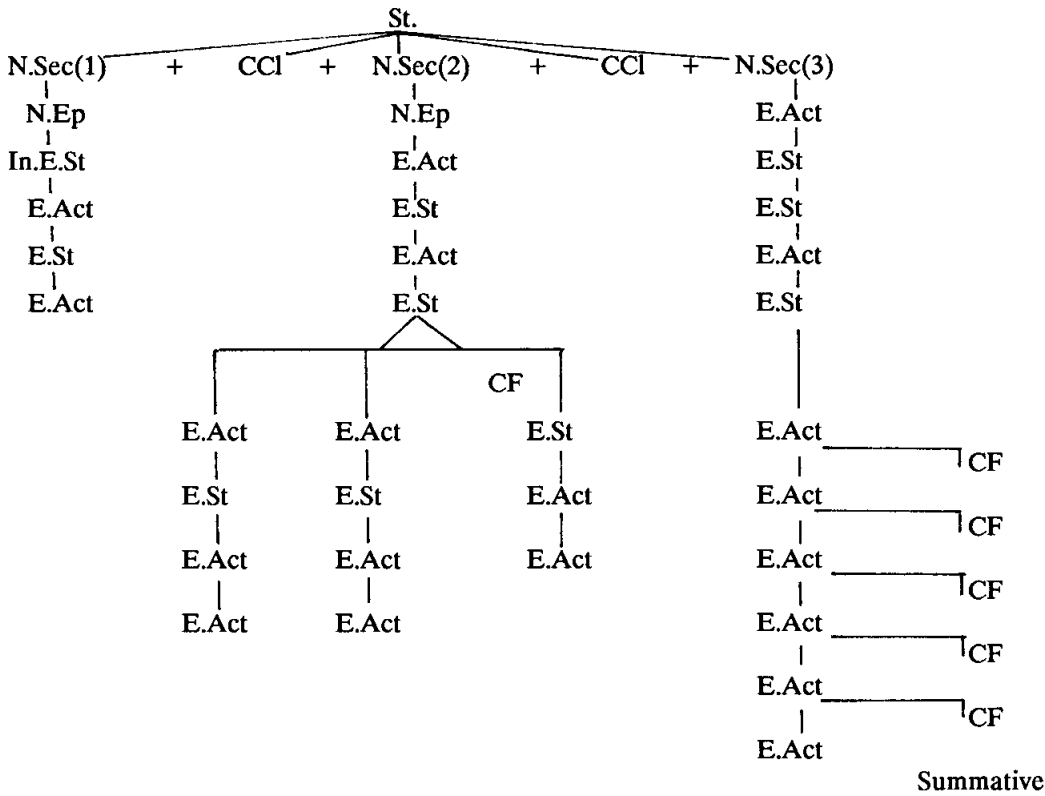 St.
N.Sec(1) + CCl + N.Sec(2) + CCl + N.Sec(3)
N.Ep N.Ep E.Act
In.E.St E.Act E.St
E.Act E.St E.St
E.St E.Act E.Act
E.Act E.St E.St
CF
E.Act E.Act E.St E.Act
CF
E.St E.St E.Act E.Act
CF
E.Act E.Act E.Act E.Act
CF
E.Act E.Act E.Act
CF
E.Act
CF
E.Act
Summative